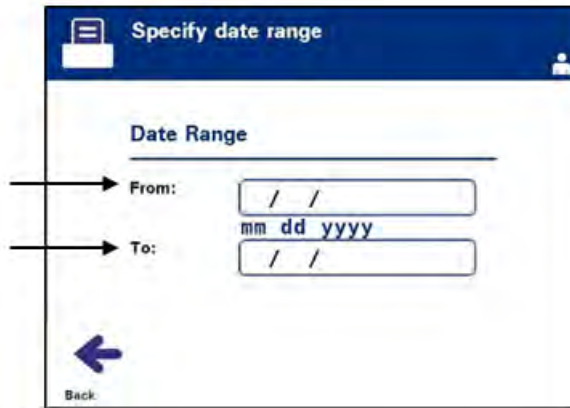 Specify date range
Date Range
From:
/ /
mm dd yyyy
To:
/ /
Back